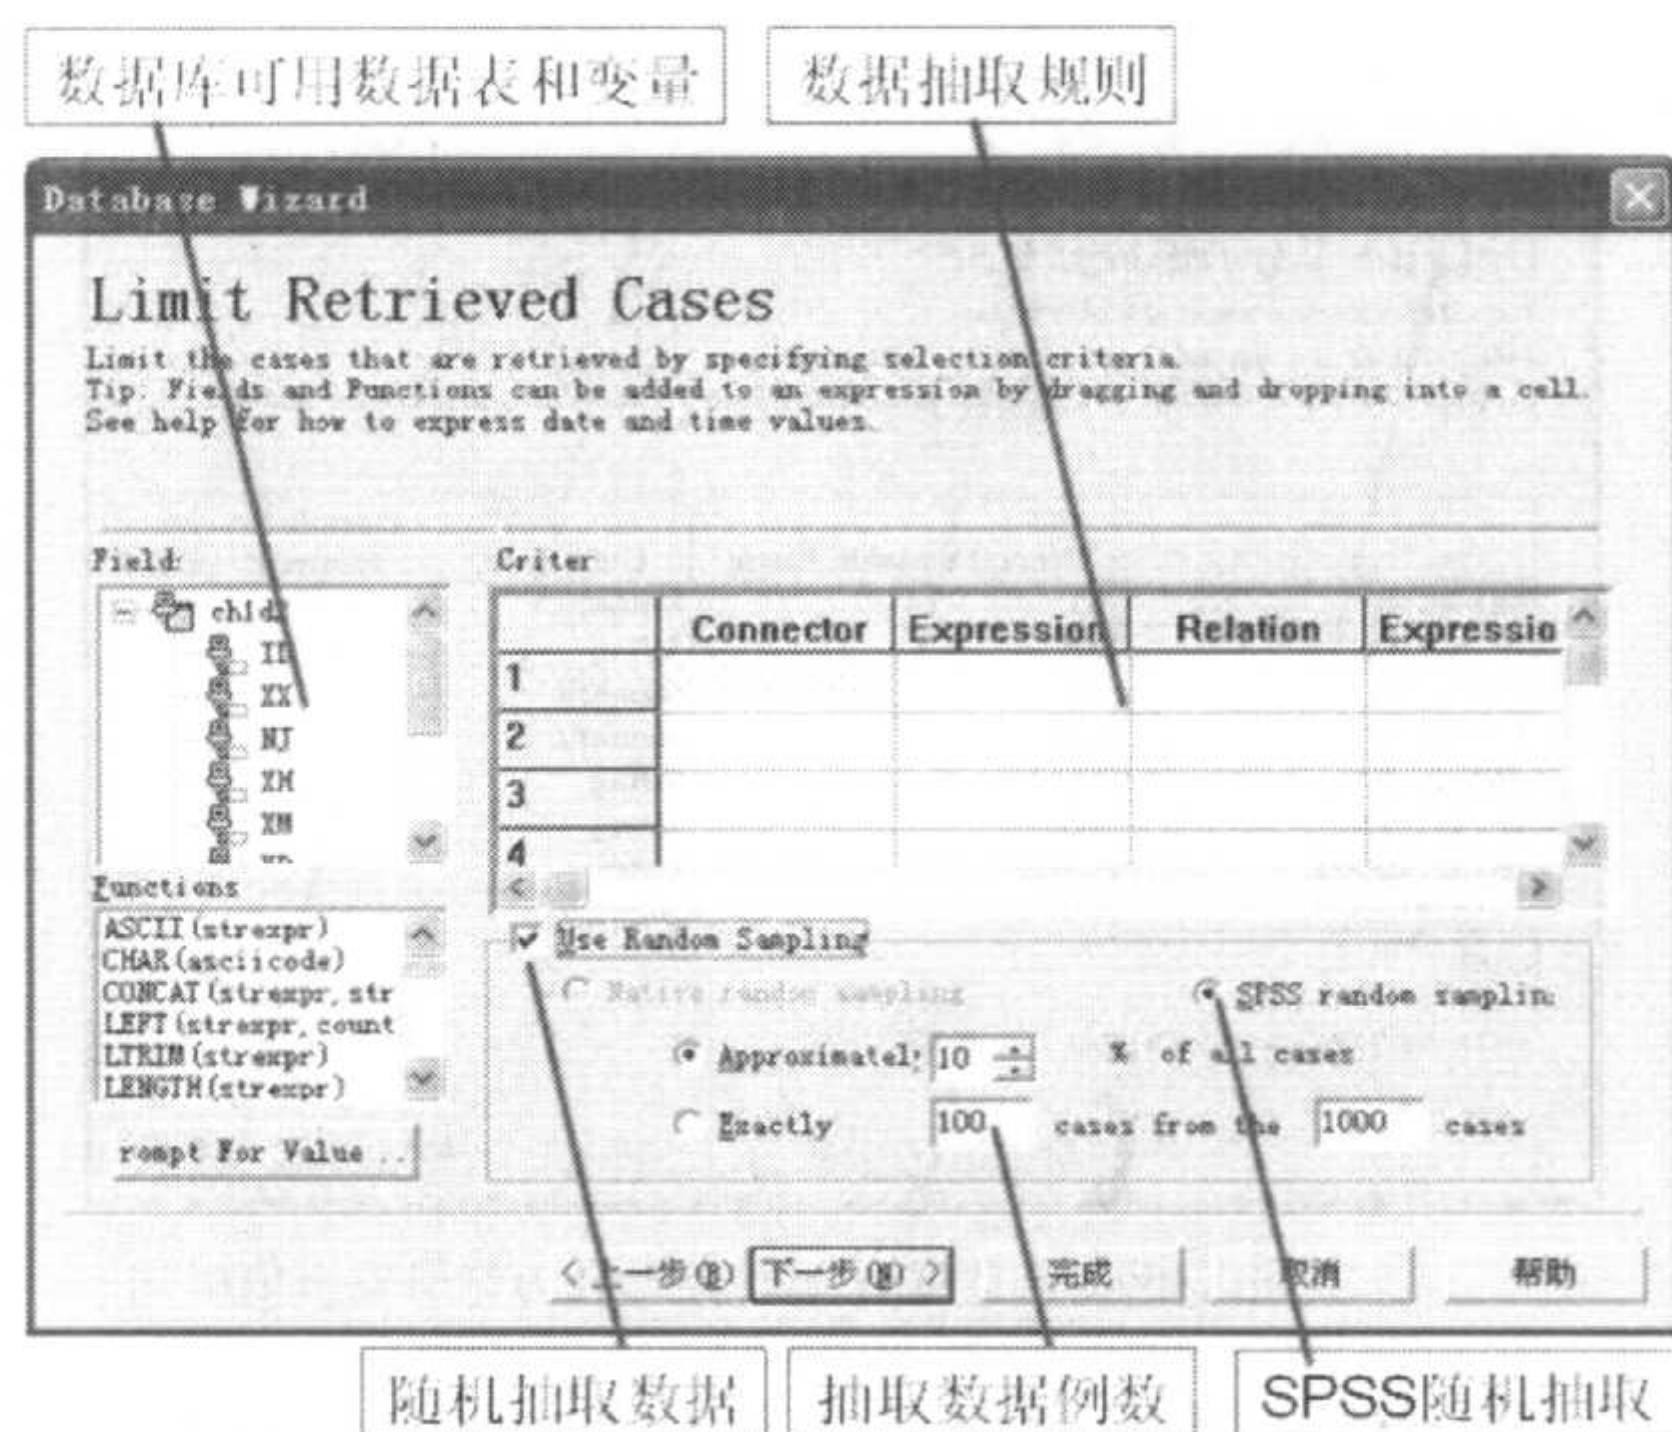 数据库可用数据表和变量
数据抽取规则
Database Wizard
Limit Retrieved Cases
Limit the cases that are retrieved by specifying selection criteria.
Tip: Fields and Functions can be added to an expression by dragging and dropping into a cell.
See help for how to express date and time values.
Field:
Criter
chld2
ID
XX
NJ
XH
XM
Connector Expression Relation Expressio
1
2
3
4
Functions
ASCII(strexpr)
CHAR(asciicode)
CONCAT(strexpr, str
LEFT(strexpr, count
LTRIM(strexpr)
LENGTH(strexpr)
rompt For Value ..
Use Random Sampling
Native random sampling
SPSS random samplin
Approximatel: 10 % of all cases
Exactly 100 cases from the 1000 cases
<上一步(B) 下一步(N) > 完成 取消 帮助
随机抽取数据
抽取数据例数
SPSS随机抽取